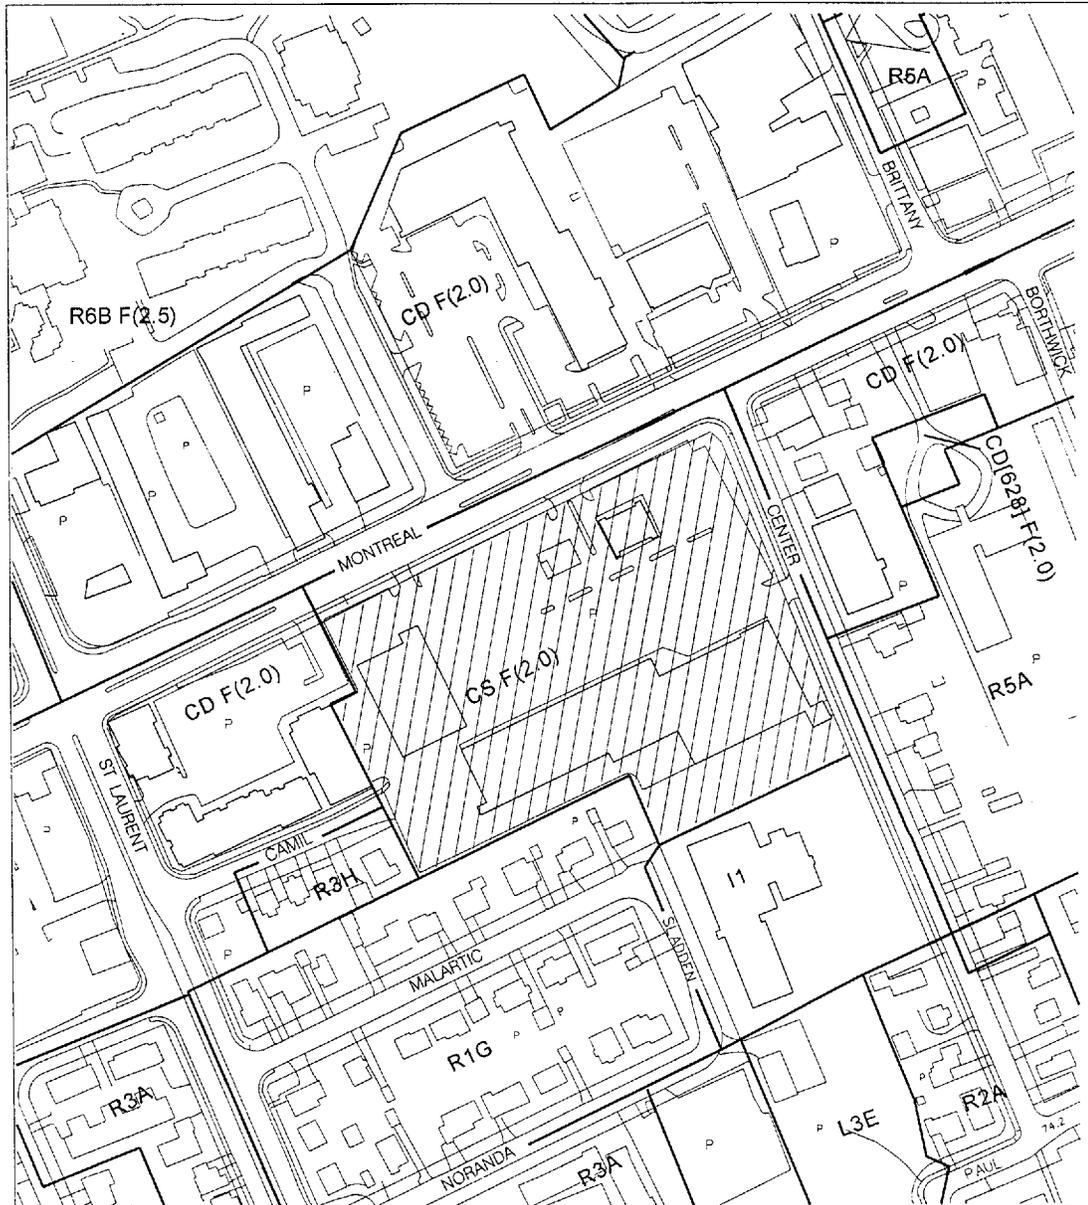 R5A
P
BRITTANY
P
CD F(2.0)
R6B F(2.5)
BORTHWICK
CD F(2.0)
P
P
P
P
CD[628] F(2.0)
CENTER
MONTREAL
P
P
P
CS F(2.0)
CD F(2.0)
P
R5A
P
P
ST LAURENT
CAMIL
P
R3H
I1
P
SLADDEN
MALARTIC
P
R1G
P
R3A
P
R2A
L3E
P
P
74.2
NORANDA
R3A
PAUL